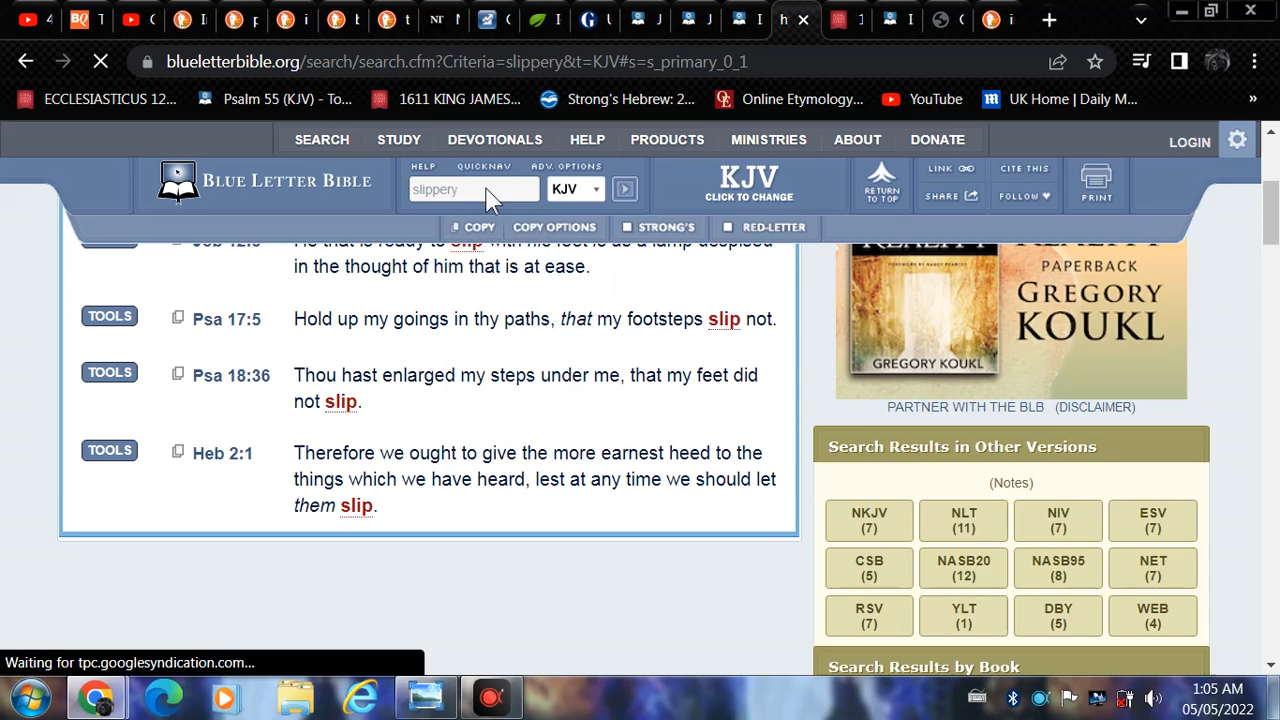 4
BQ T
C
I
p
t
b
t
NT N
C
I
G U
J
J
I
h
1
I
C
i
blueletterbible.org/search/search.cfm?Criteria=slippery&t=KJV#s=s_primary_0_1
ECCLESIASTICUS 12... Psalm 55 (KJV) - To... 1611 KING JAMES... Strong's Hebrew: 2... Online Etymology... YouTube UK Home | Daily M... »
SEARCH STUDY DEVOTIONALS HELP PRODUCTS MINISTRIES ABOUT DONATE LOGIN
HELP QUICKNAV ADV. OPTIONS
BLUE LETTER BIBLE
slippery KJV
KJV
CLICK TO CHANGE
RETURN
TO TOP
LINK CITE THIS
SHARE FOLLOW
PRINT
COPY COPY OPTIONS STRONG'S RED-LETTER
in the thought of him that is at ease.
TOOLS Psa 17:5 Hold up my goings in thy paths, that my footsteps slip not.
TOOLS Psa 18:36 Thou hast enlarged my steps under me, that my feet did
not slip.
TOOLS Heb 2:1 Therefore we ought to give the more earnest heed to the
things which we have heard, lest at any time we should let
them slip.
PAPERBACK
GREGORY
KOUKL
FOREWORD BY NANCY PEARCEY
GREGORY KOUKL
PARTNER WITH THE BLB (DISCLAIMER)
Search Results in Other Versions
(Notes)
NKJV
(7)
NLT
(11)
NIV
(7)
ESV
(7)
CSB
(5)
NASB20
(12)
NASB95
(8)
NET
(7)
RSV
(7)
YLT
(1)
DBY
(5)
WEB
(4)
Search Results by Book
Waiting for tpc.googlesyndication.com...
1:05 AM
05/05/2022